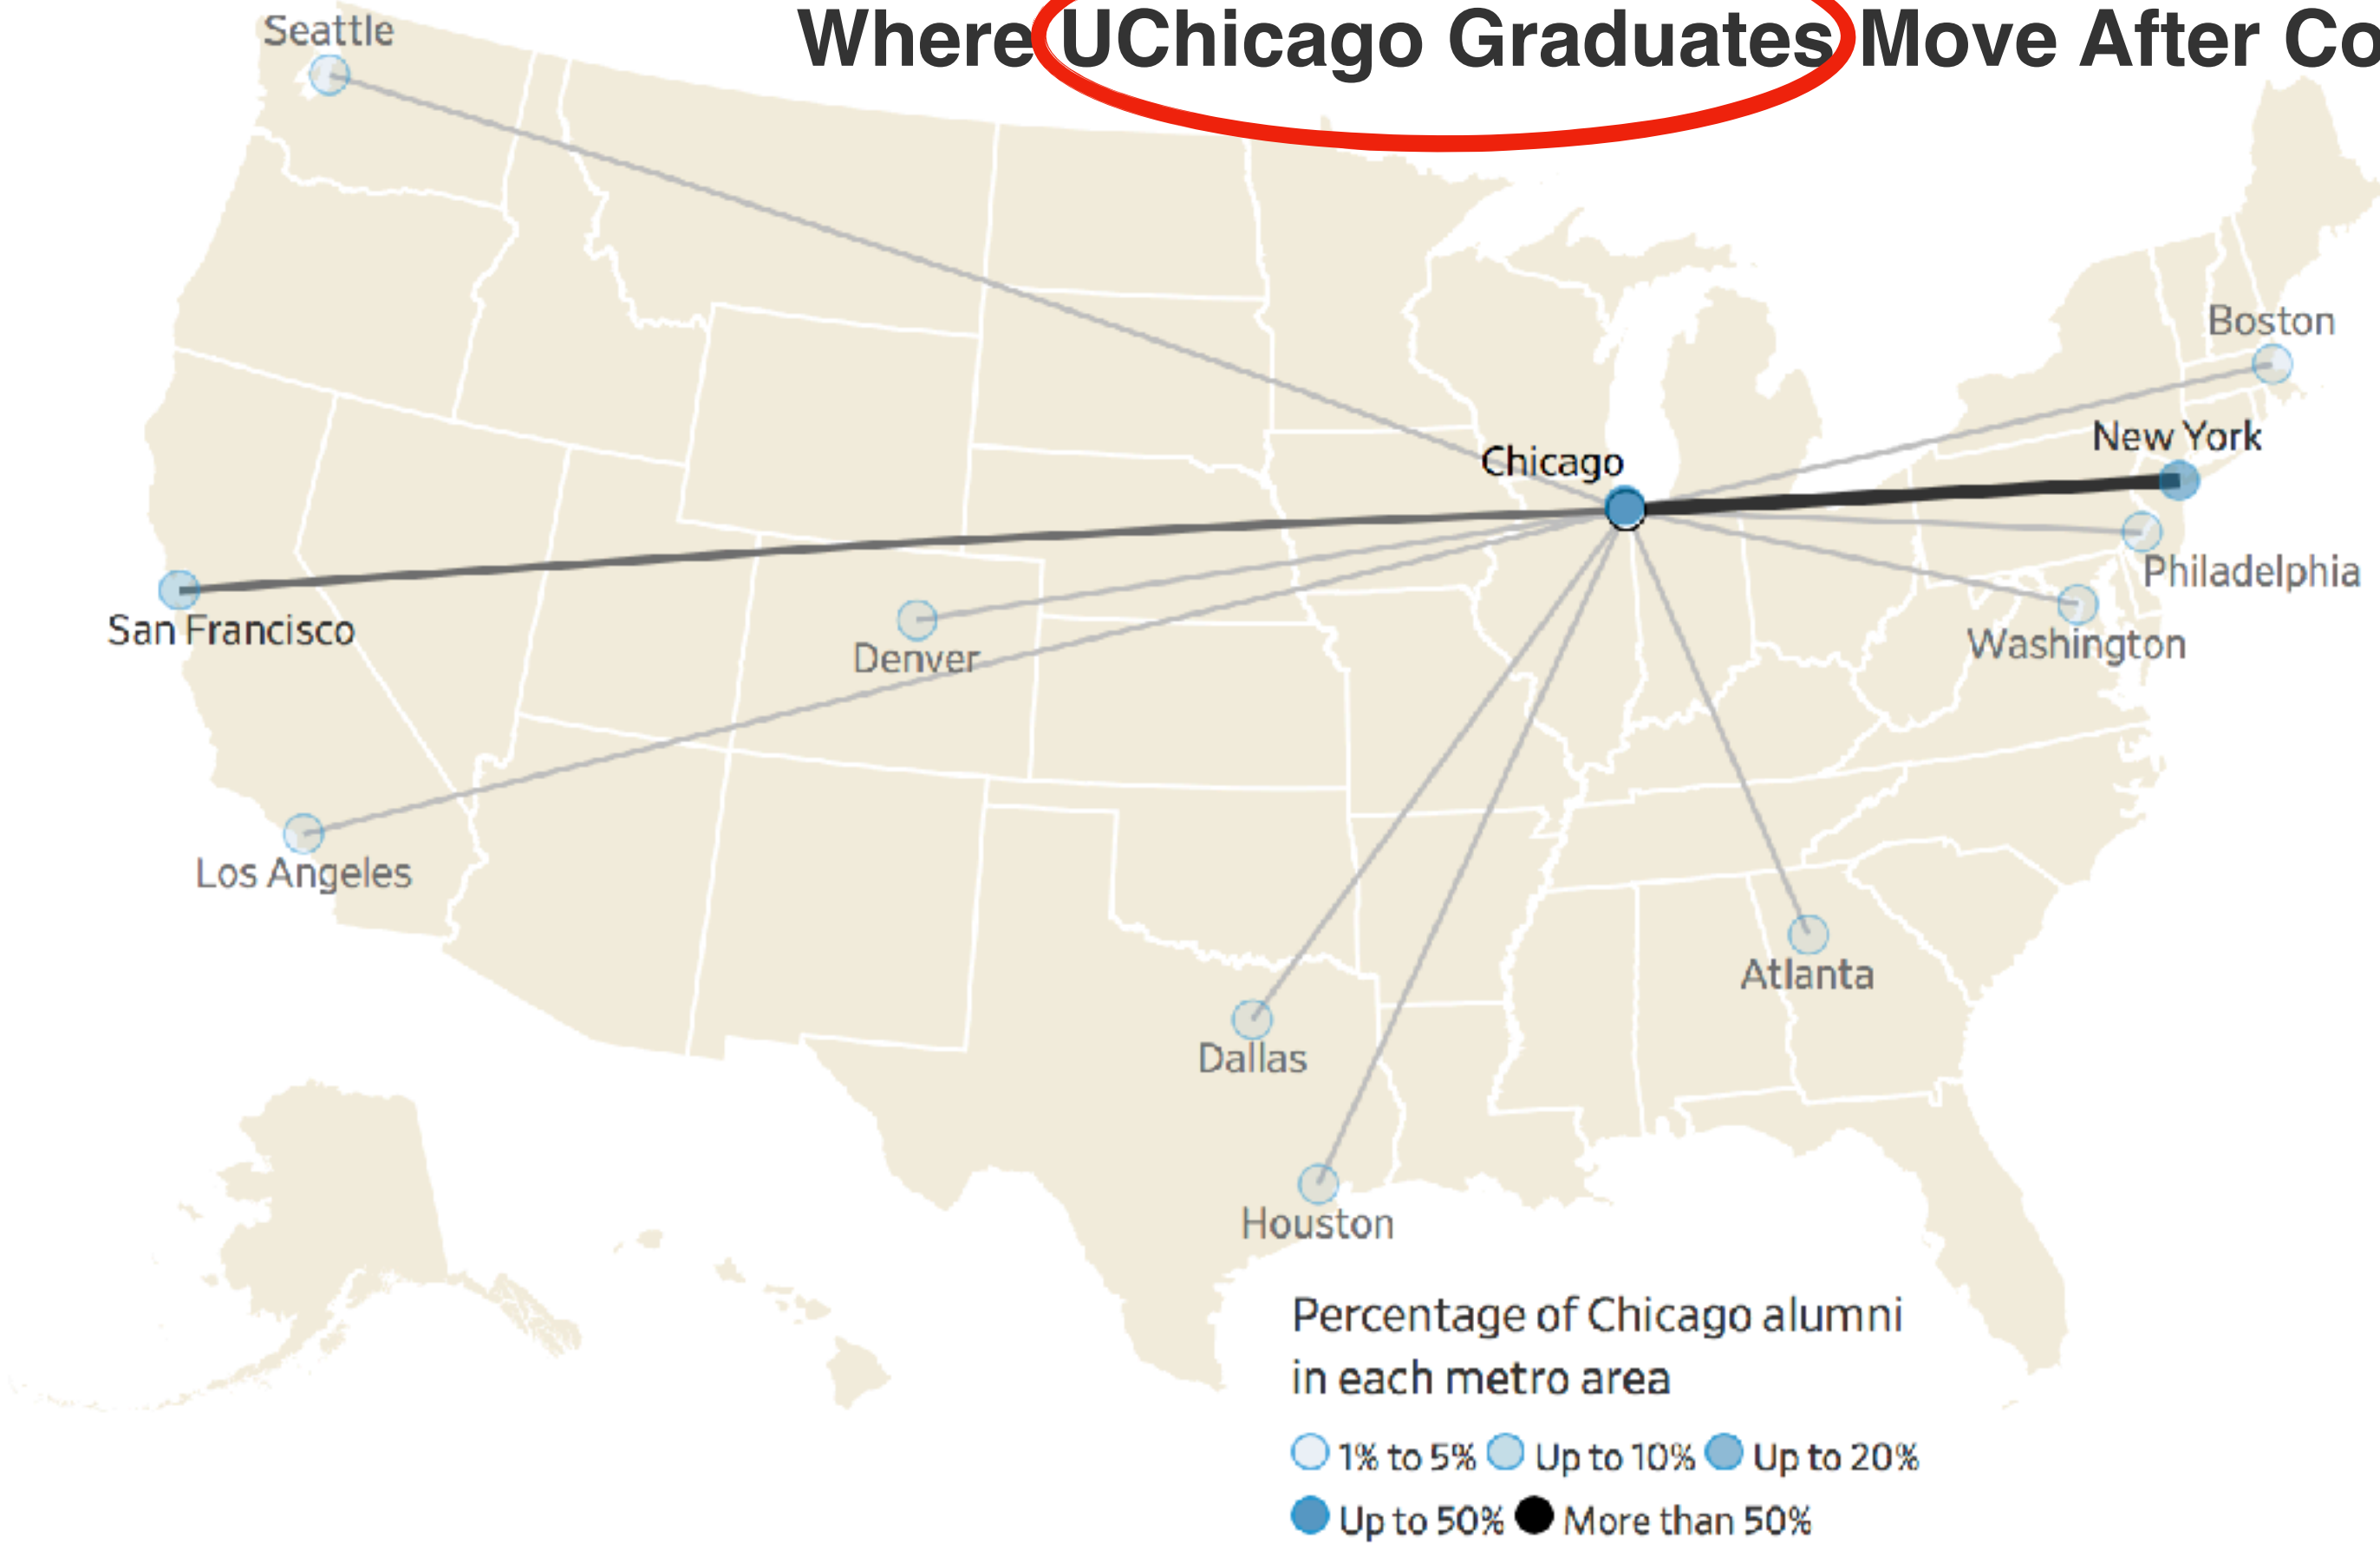 Where UChicago Graduates Move After Co
Seattle
Boston
New York
Chicago
Philadelphia
San Francisco
Denver
Washington
Los Angeles
Atlanta
Dallas
Houston
Percentage of Chicago alumni
in each metro area
1% to 5% Up to 10% Up to 20%
Up to 50% More than 50%